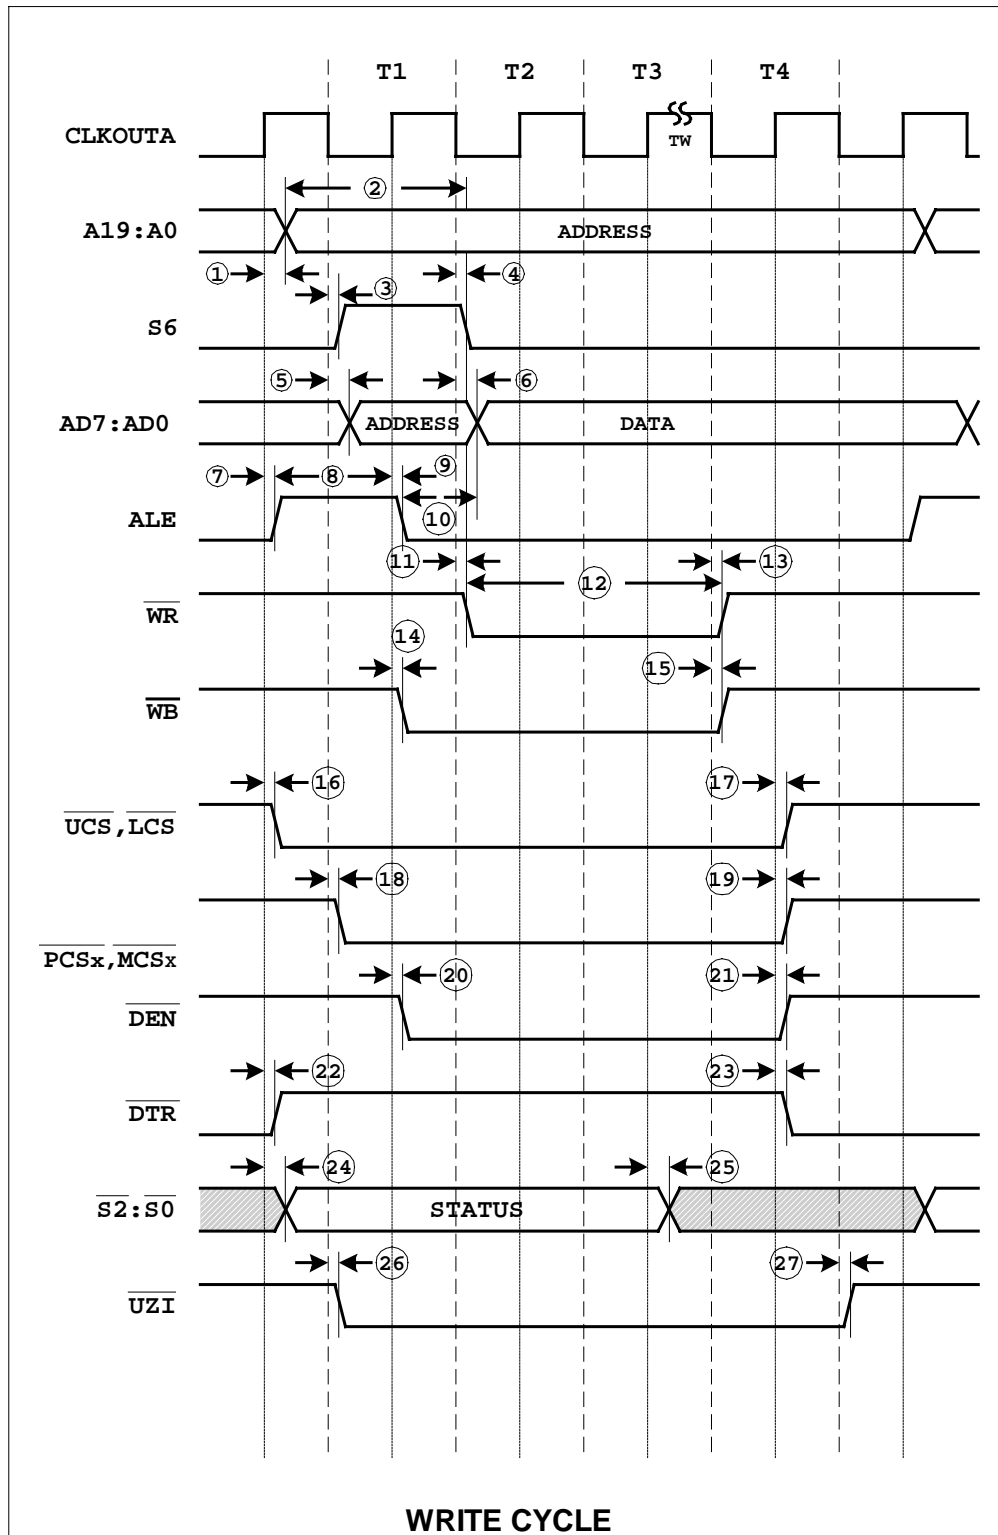 T1 T2 T3 T4
CLKOUTA
TW
②
A19:A0
ADDRESS
① ③ ④
S6
⑤ ⑥
AD7:AD0
ADDRESS
DATA
⑦ ⑧ ⑨
ALE
⑩
⑪ ⑫ ⑬
WR
⑭
⑮
WB
⑯ ⑰
UCS,LCS
⑱ ⑲
PCSx,MCSx
⑳ ㉑
DEN
㉒ ㉓
DTR
㉔ ㉕
S2:S0
STATUS
㉖ ㉗
UZI
WRITE CYCLE